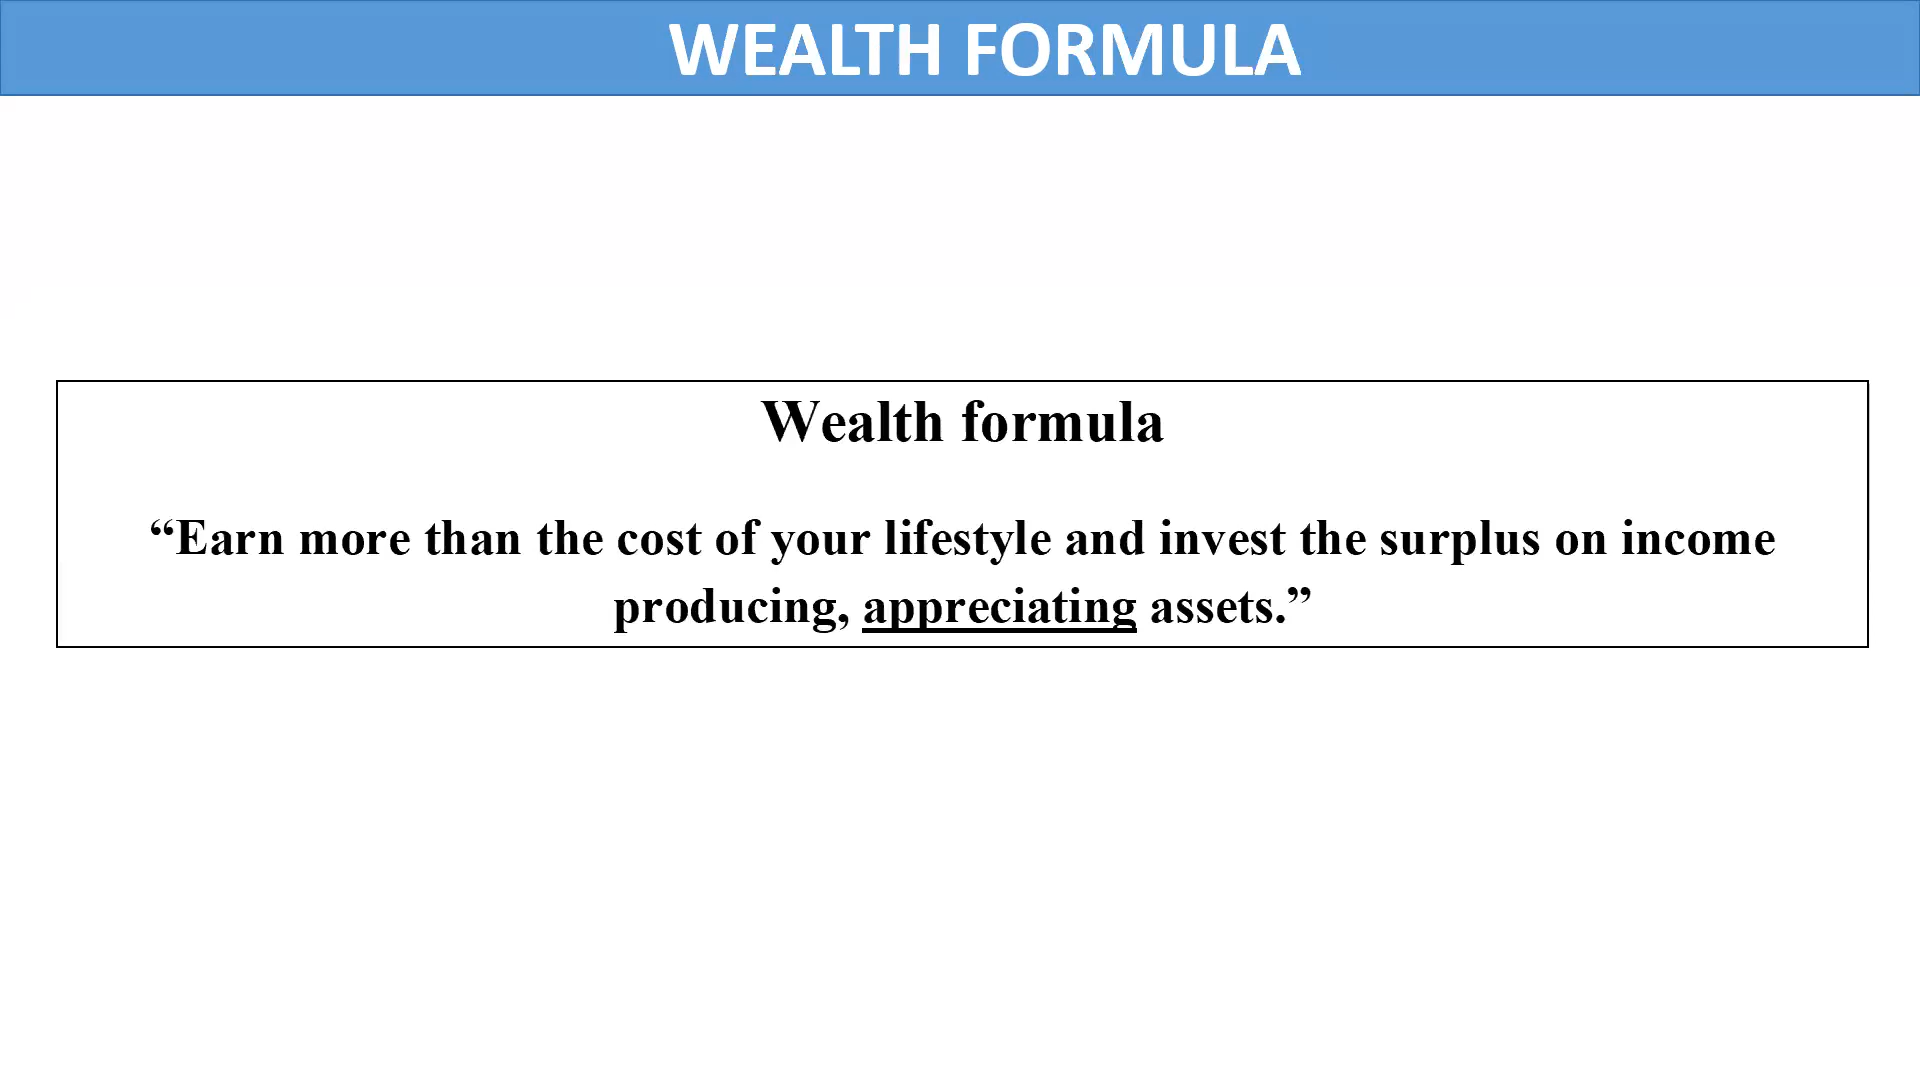 WEALTH FORMULA
Wealth formula
“Earn more than the cost of your lifestyle and invest the surplus on income
producing, appreciating assets.”